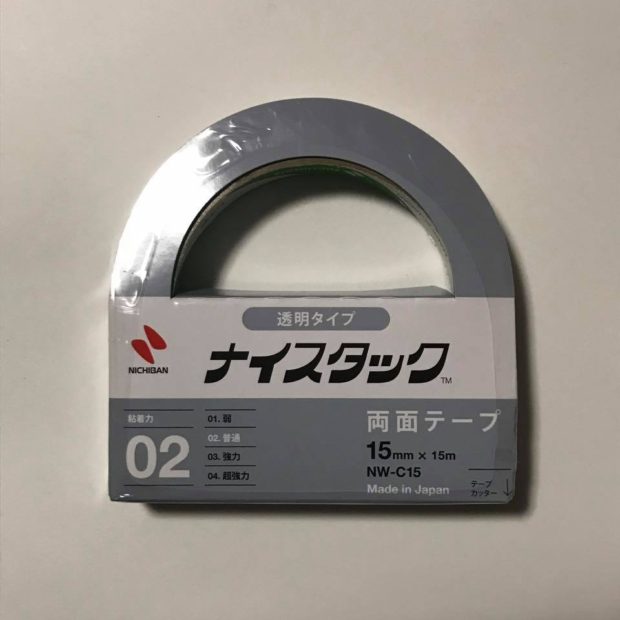 透明タイプ
NICHIBAN
ナイスタック™
粘着力
02
01. 弱
02. 普通
03. 強力
04. 超強力
両面テープ
15mm × 15m
NW-C15
Made in Japan
テープ
カッター